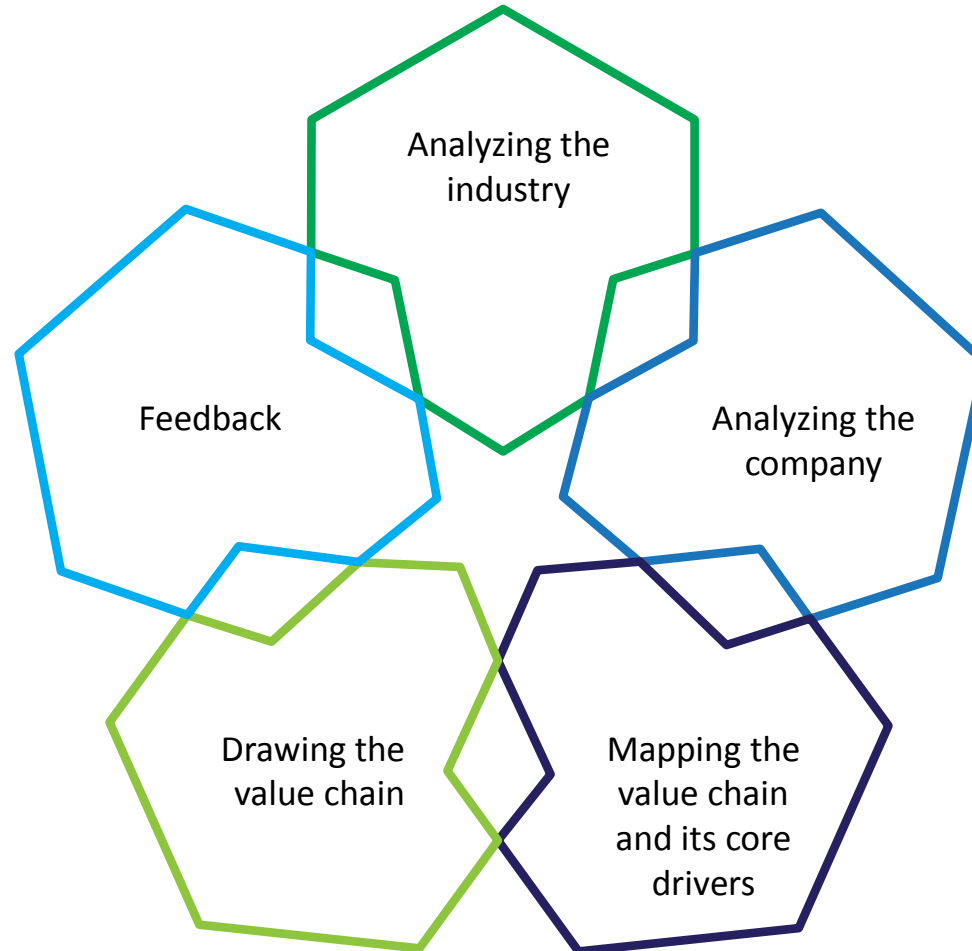 Analyzing the
industry
Feedback
Analyzing the
company
Drawing the
value chain
Mapping the
value chain
and its core
drivers